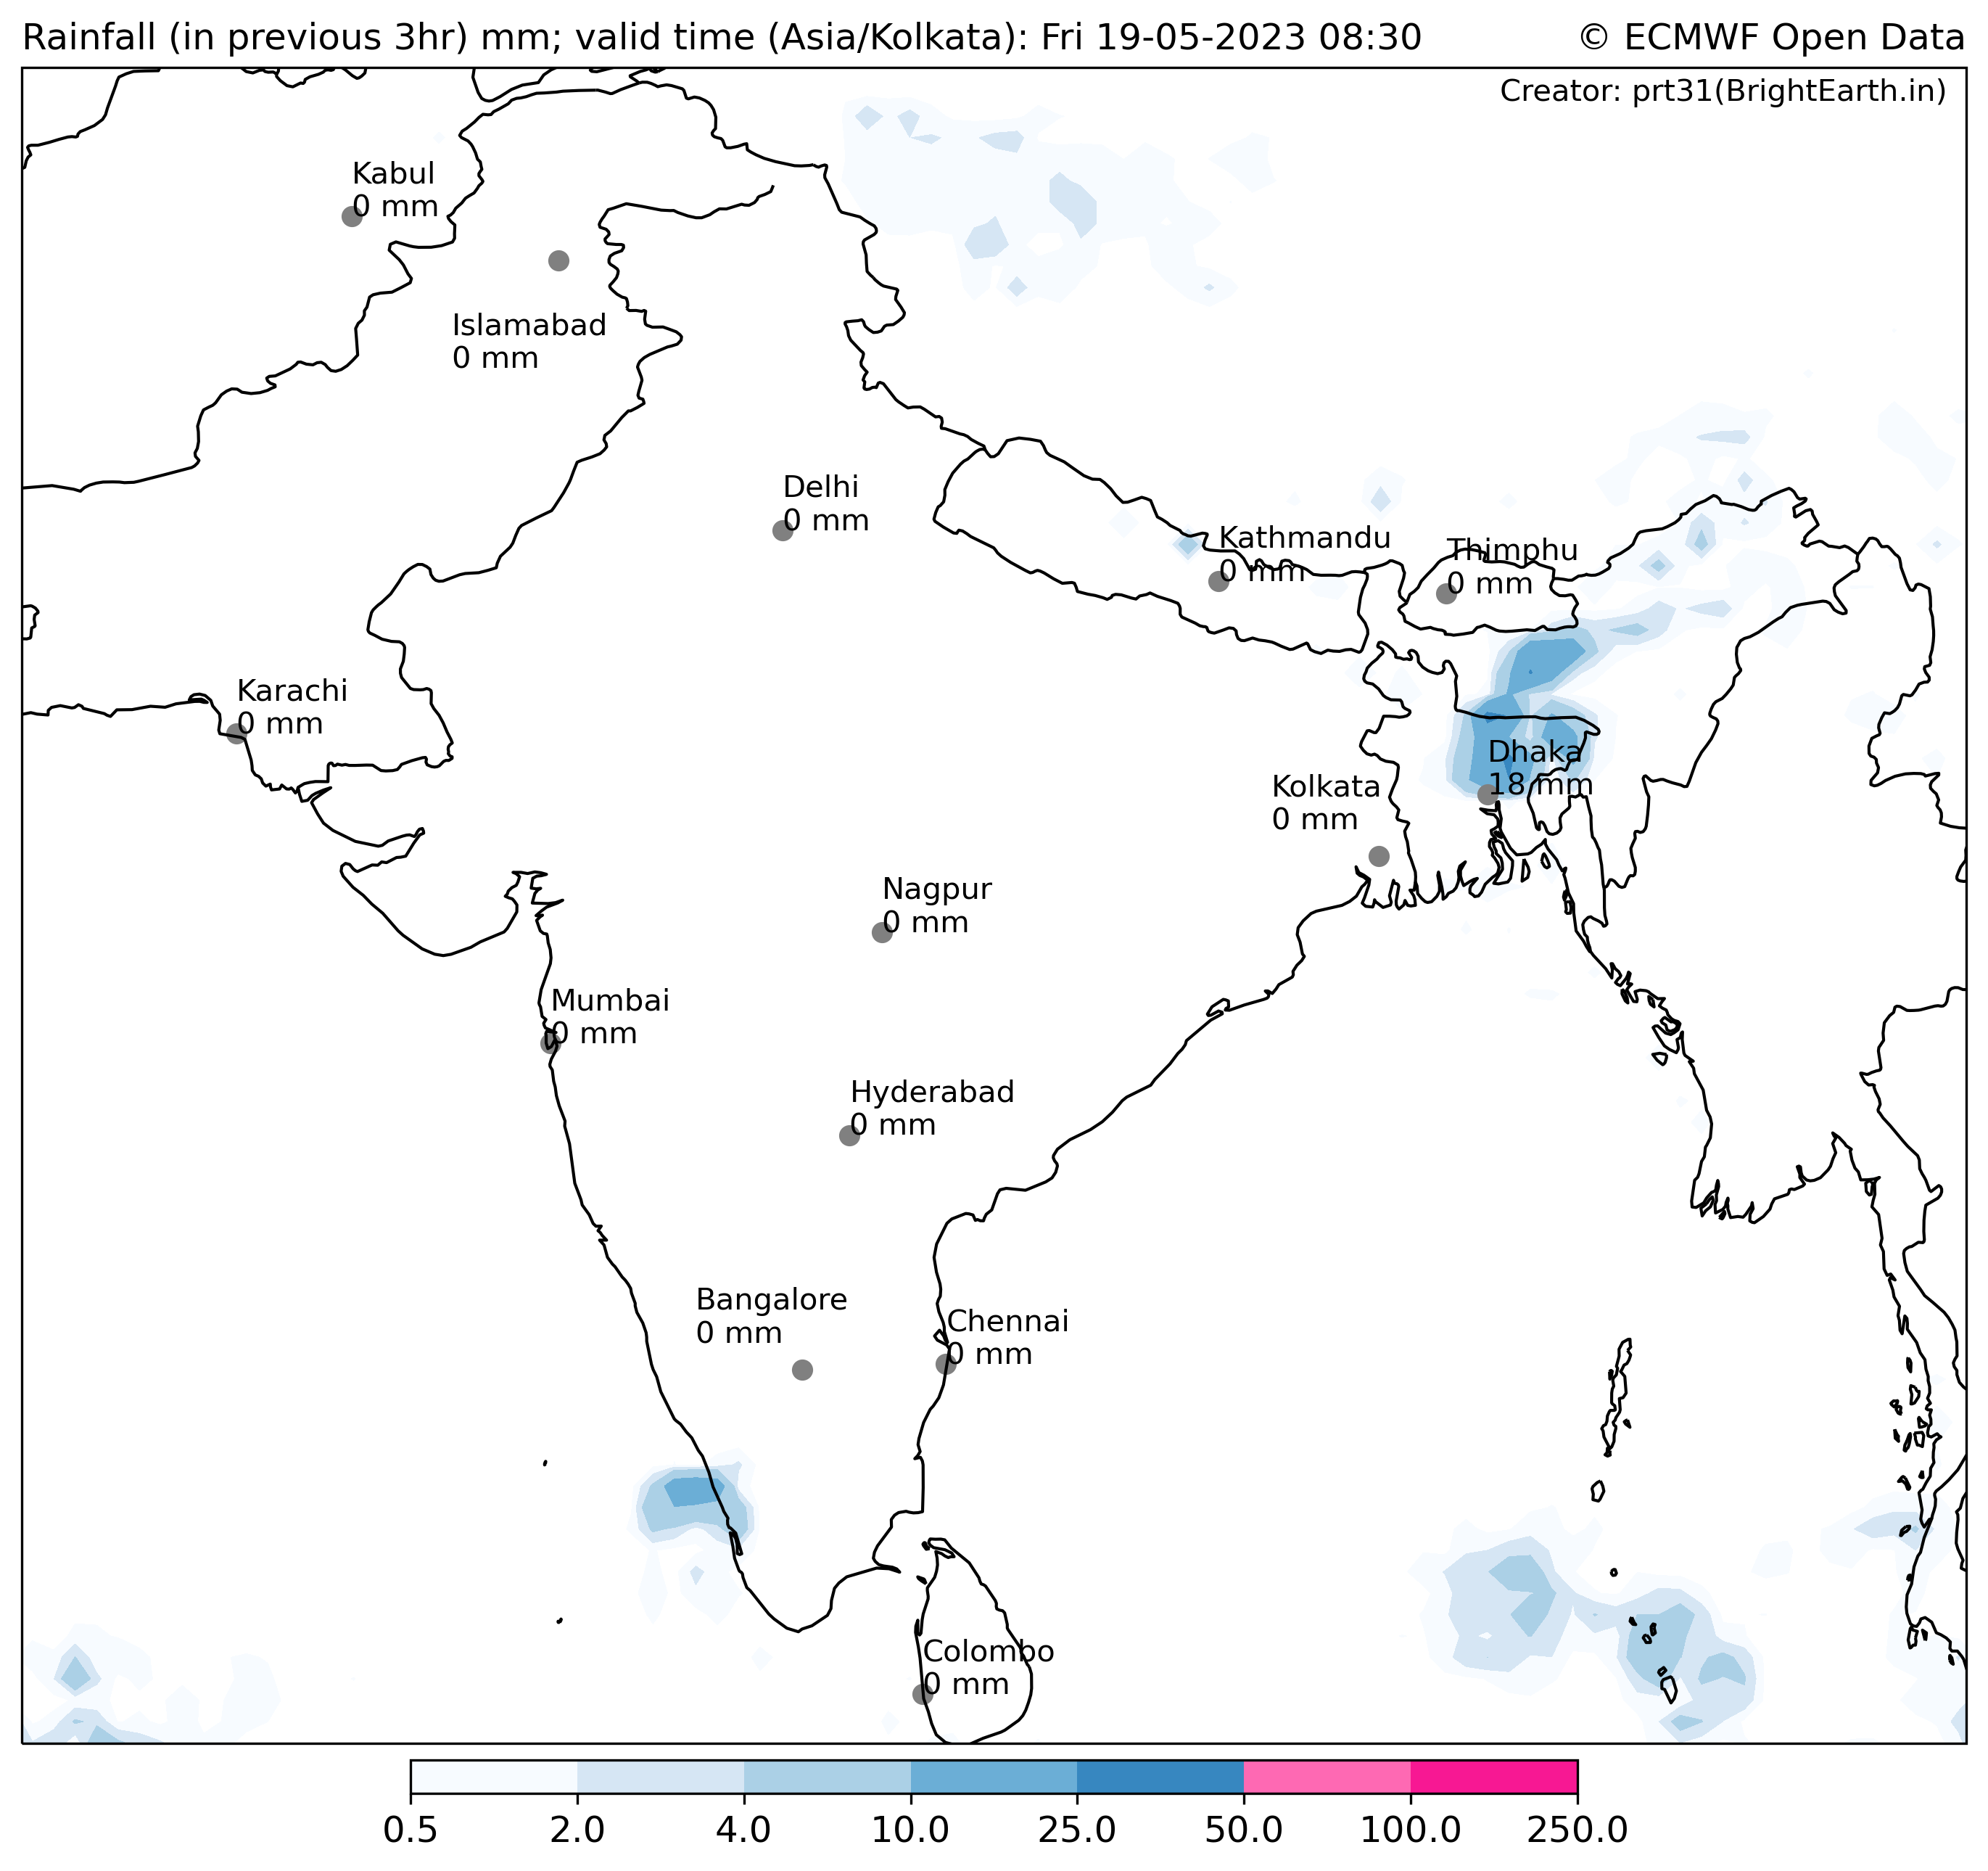 Rainfall (in previous 3hr) mm; valid time (Asia/Kolkata): Fri 19-05-2023 08:30
© ECMWF Open Data
Creator: prt31(BrightEarth.in)
Kabul
0 mm
Islamabad
0 mm
Delhi
0 mm
Kathmandu
0 mm
Thimphu
0 mm
Karachi
0 mm
Dhaka
18 mm
Kolkata
0 mm
Nagpur
0 mm
Mumbai
0 mm
Hyderabad
0 mm
Bangalore
0 mm
Chennai
0 mm
Colombo
0 mm
0.5 2.0 4.0 10.0 25.0 50.0 100.0 250.0